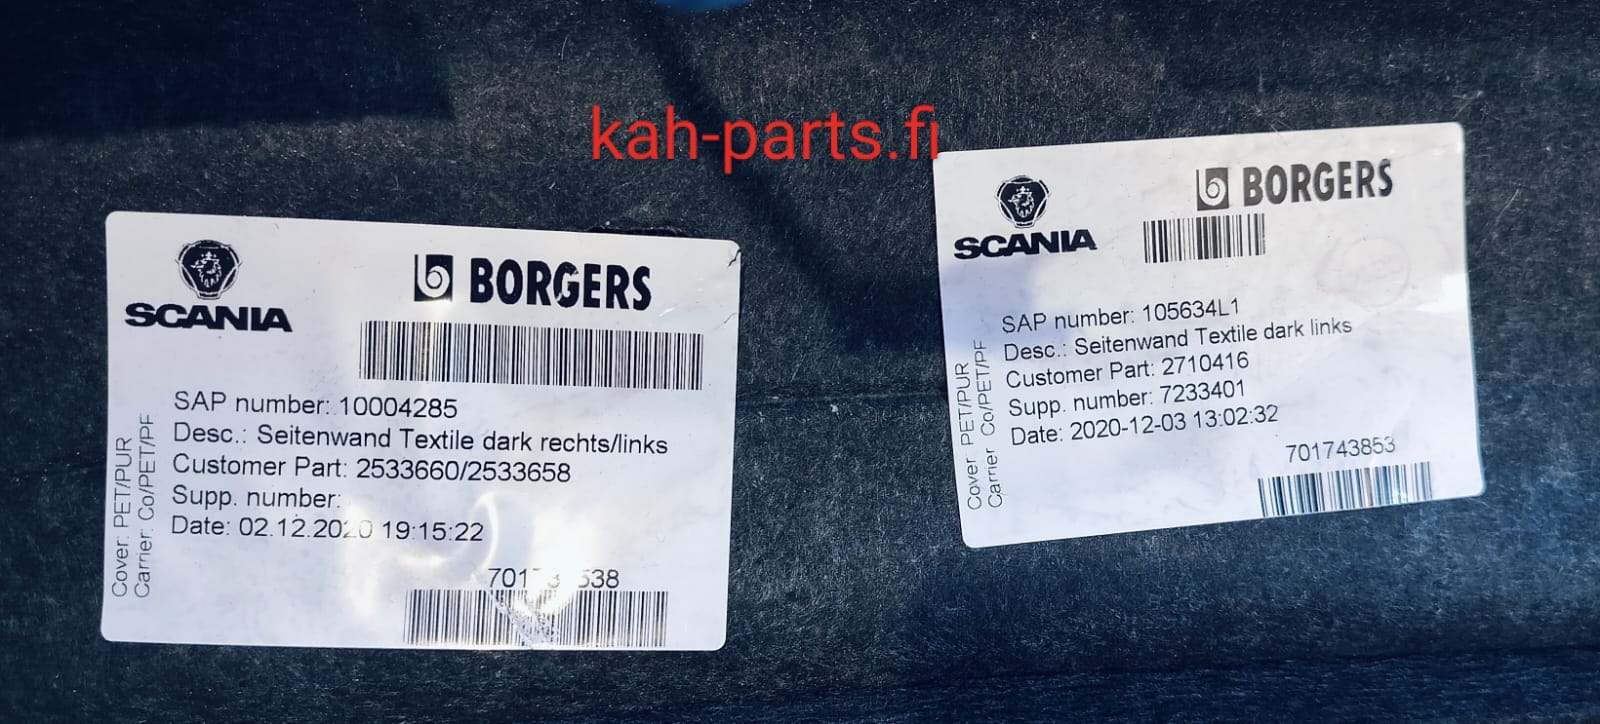 kah-parts.fi
SCANIA
b BORGERS
SAP number: 10004285
Desc.: Seitenwand Textile dark rechts/links
Customer Part: 2533660/2533658
Supp. number:
Date: 02.12.2020 19:15:22
Cover: PET/PUR
Carrier: Co/PET/PF
SCANIA
b BORGERS
SAP number: 105634L1
Desc.: Seitenwand Textile dark links
Customer Part: 2710416
Supp. number: 7233401
Date: 2020-12-03 13:02:32
701743853
Cover: PET/PUR
Carrier: Co/PET/PF